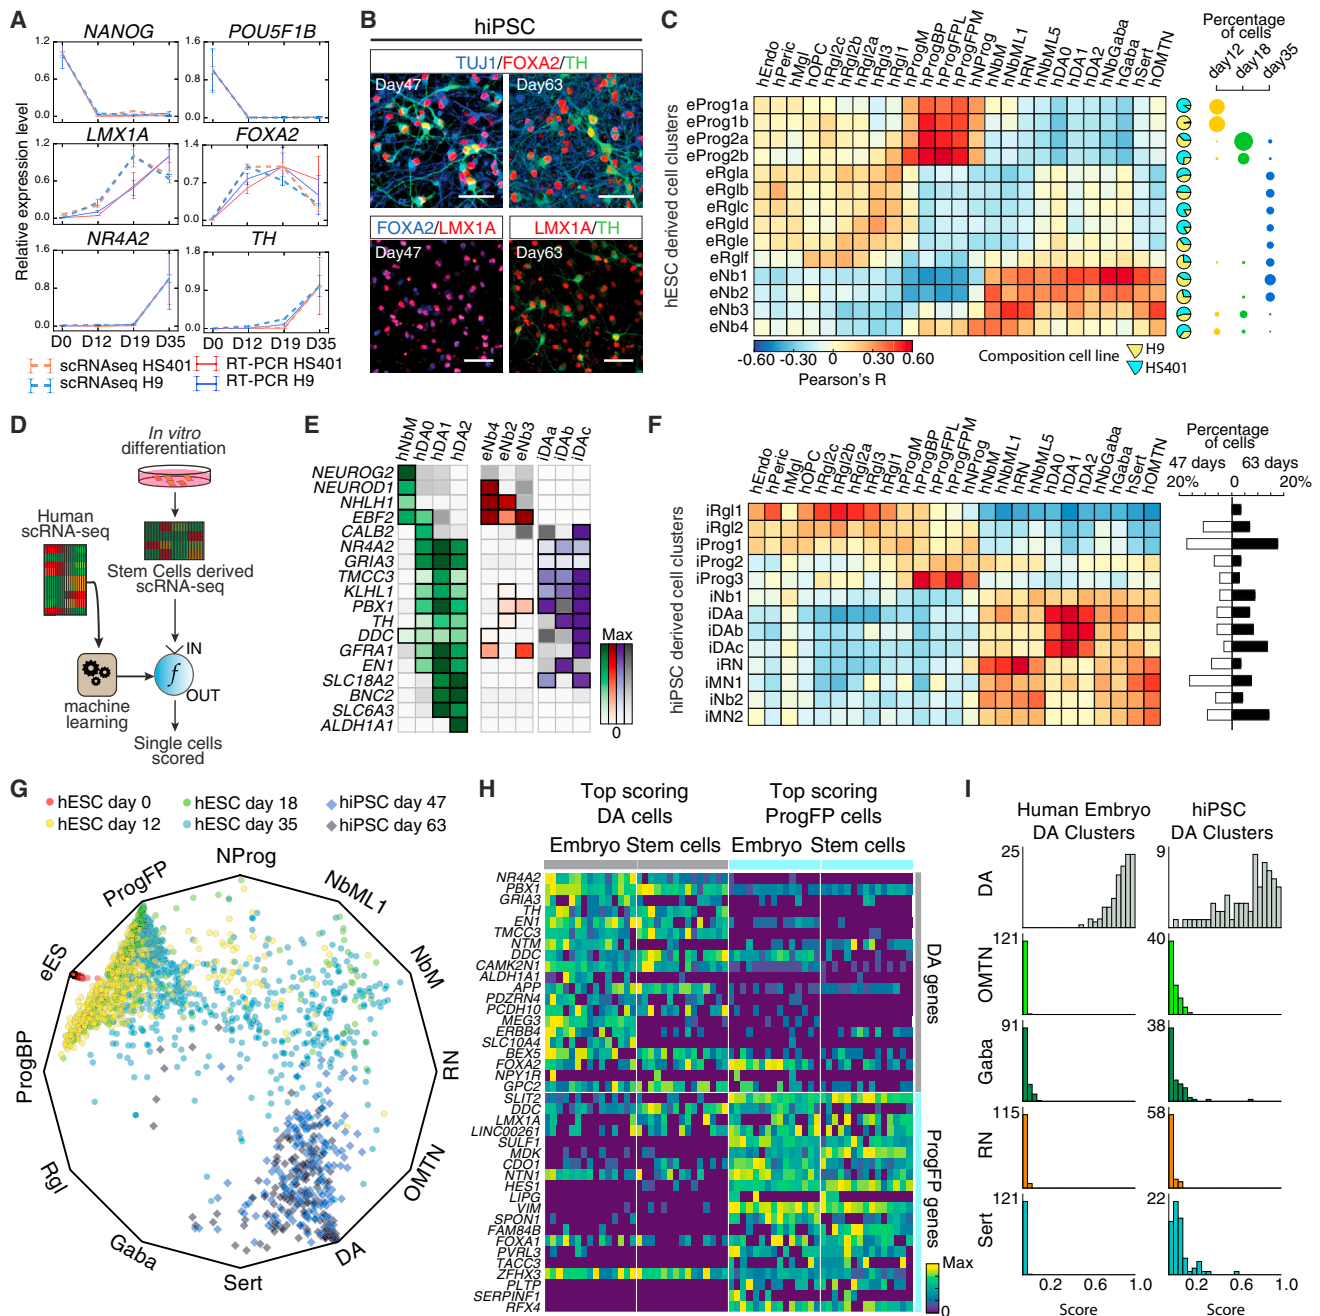 A
NANOG
POU5F1B
1.2
0.6
0.0
1.6
0.8
0.0
LMX1A
FOXA2
1.2
0.6
0.0
1.4
0.7
0.0
NR4A2
TH
1.6
0.8
0.0
1.8
0.9
0.0
Relative expression level
D0 D12 D19 D35
D0 D12 D19 D35
scRNAseq HS401
RT-PCR HS401
scRNAseq H9
RT-PCR H9
B
hiPSC
TUJ1/FOXA2/TH
Day47
Day63
FOXA2/LMX1A
LMX1A/TH
Day47
Day63
C
hEndo
hPeric
hMgl
hOPC
hRgl2c
hRgl2b
hRgl2a
hRgl3
hRgl1
hProgM
hProgBP
hProgFPL
hProgFPM
hNProg
hNbM
hNbML1
hRN
hNbML5
hDA0
hDA1
hDA2
hNbGaba
hGaba
hSert
hOMTN
Percentage
of cells
day12
day18
day35
hESC derived cell clusters
eProg1a
eProg1b
eProg2a
eProg2b
eRgla
eRglb
eRglc
eRgld
eRgle
eRglf
eNb1
eNb2
eNb3
eNb4
-0.60 -0.30 0 0.30 0.60
Pearson's R
Composition cell line
H9
HS401
D
In vitro
differentiation
Human
scRNA-seq
Stem Cells derived
scRNA-seq
IN
f
OUT
machine
learning
Single cells
scored
E
hNbM
hDA0
hDA1
hDA2
eNb4
eNb2
eNb3
iDAa
iDAb
iDAc
NEUROG2
NEUROD1
NHLH1
EBF2
CALB2
NR4A2
GRIA3
TMCC3
KLHL1
PBX1
TH
DDC
GFRA1
EN1
SLC18A2
BNC2
SLC6A3
ALDH1A1
Max
0
F
hEndo
hPeric
hMgl
hOPC
hRgl2c
hRgl2b
hRgl2a
hRgl3
hRgl1
hProgM
hProgBP
hProgFPL
hProgFPM
hNProg
hNbM
hNbML1
hRN
hNbML5
hDA0
hDA1
hDA2
hNbGaba
hGaba
hSert
hOMTN
Percentage
of cells
47 days 63 days
20% 0 20%
hiPSC derived cell clusters
iRgl1
iRgl2
iProg1
iProg2
iProg3
iNb1
iDAa
iDAb
iDAc
iRN
iMN1
iNb2
iMN2
G
hESC day 0
hESC day 18
hiPSC day 47
hESC day 12
hESC day 35
hiPSC day 63
NProg
NbML1
NbM
RN
OMTN
DA
Sert
Gaba
Rgl
ProgBP
eES
ProgFP
H
Top scoring
DA cells
Top scoring
ProgFP cells
Embryo Stem cells
Embryo Stem cells
NR4A2
PBX1
GRIA3
TH
EN1
TMCC3
NTM
DDC
CAMK2N1
ALDH1A1
APP
PDZRN4
PCDH10
MEG3
ERBB4
SLC10A4
BEX5
FOXA2
NPY1R
GPC2
SLIT2
DDC
LMX1A
LINC00261
SULF1
MDK
CDO1
NTN1
HES1
LIPG
VIM
SPON1
FAM84B
FOXA1
PVRL3
TACC3
ZFHX3
PLTP
SERPINF1
RFX4
DA genes
ProgFP genes
Max
0
I
Human Embryo
DA Clusters
hiPSC
DA Clusters
DA
25
9
OMTN
121
40
Gaba
91
38
RN
115
58
Sert
121
22
0.2 0.6 1.0
0.2 0.6 1.0
Score
Score